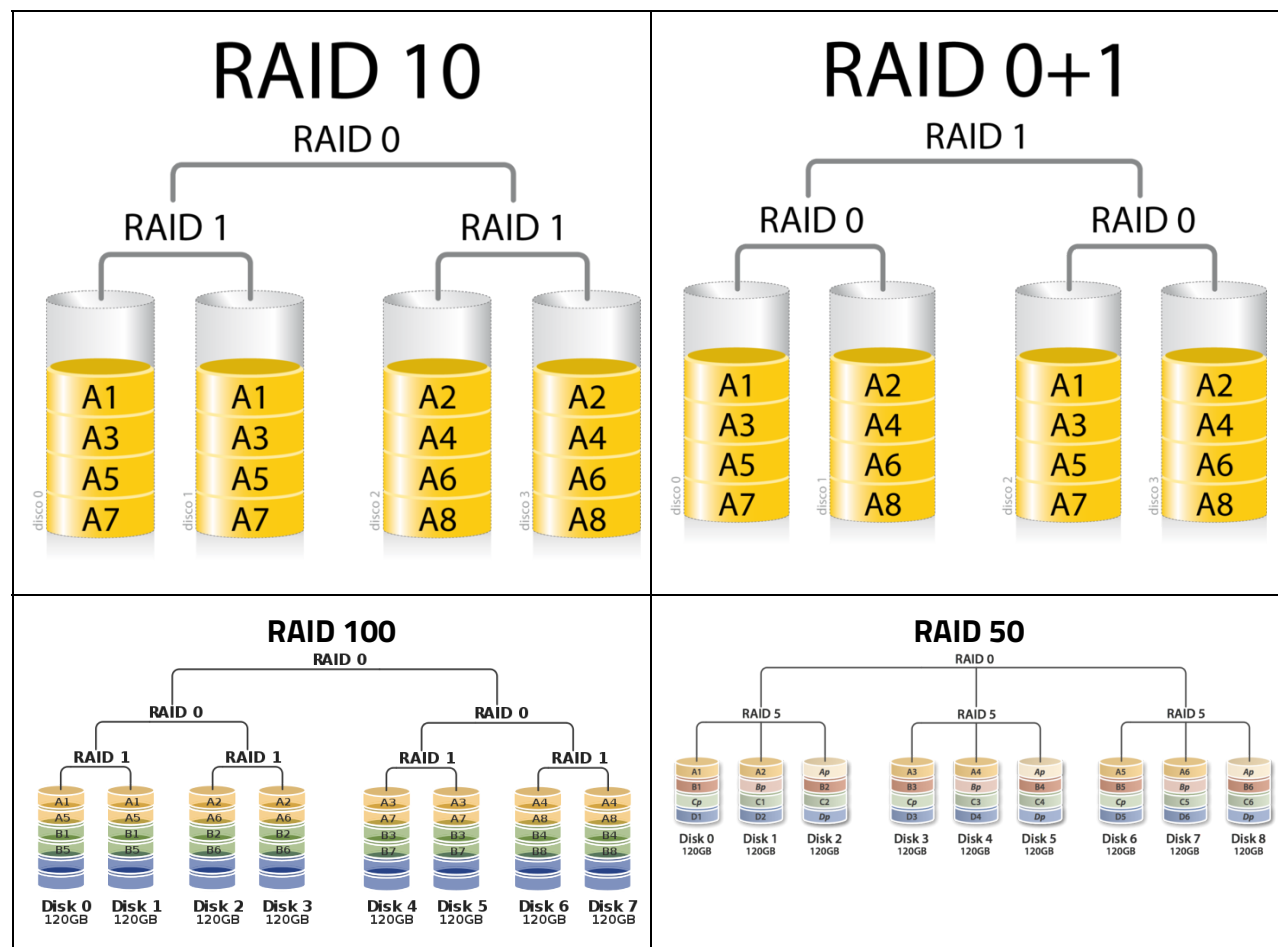 RAID 10
RAID 0
RAID 1 RAID 1
A1 A1 A2 A2
A3 A3 A4 A4
A5 A5 A6 A6
A7 A7 A8 A8
disco 0 disco 1 disco 2 disco 3
RAID 0+1
RAID 1
RAID 0 RAID 0
A1 A2 A1 A2
A3 A4 A3 A4
A5 A6 A5 A6
A7 A8 A7 A8
disco 0 disco 1 disco 2 disco 3
RAID 100
RAID 0
RAID 0 RAID 0
RAID 1 RAID 1 RAID 1 RAID 1
A1 A1 A2 A2 A3 A3 A4 A4
A5 A5 A6 A6 A7 A7 A8 A8
B1 B1 B2 B2 B3 B3 B4 B4
B5 B5 B6 B6 B7 B7 B8 B8
Disk 0 Disk 1 Disk 2 Disk 3 Disk 4 Disk 5 Disk 6 Disk 7
120GB 120GB 120GB 120GB 120GB 120GB 120GB 120GB
RAID 50
RAID 0
RAID 5 RAID 5 RAID 5
A1 A2 Ap A3 A4 Ap A5 A6 Ap
B1 Bp B2 B3 Bp B4 B5 Bp B6
Cp C1 C2 Cp C3 C4 Cp C5 C6
D1 D2 Dp D3 D4 Dp D5 D6 Dp
Disk 0 Disk 1 Disk 2 Disk 3 Disk 4 Disk 5 Disk 6 Disk 7 Disk 8
120GB 120GB 120GB 120GB 120GB 120GB 120GB 120GB 120GB